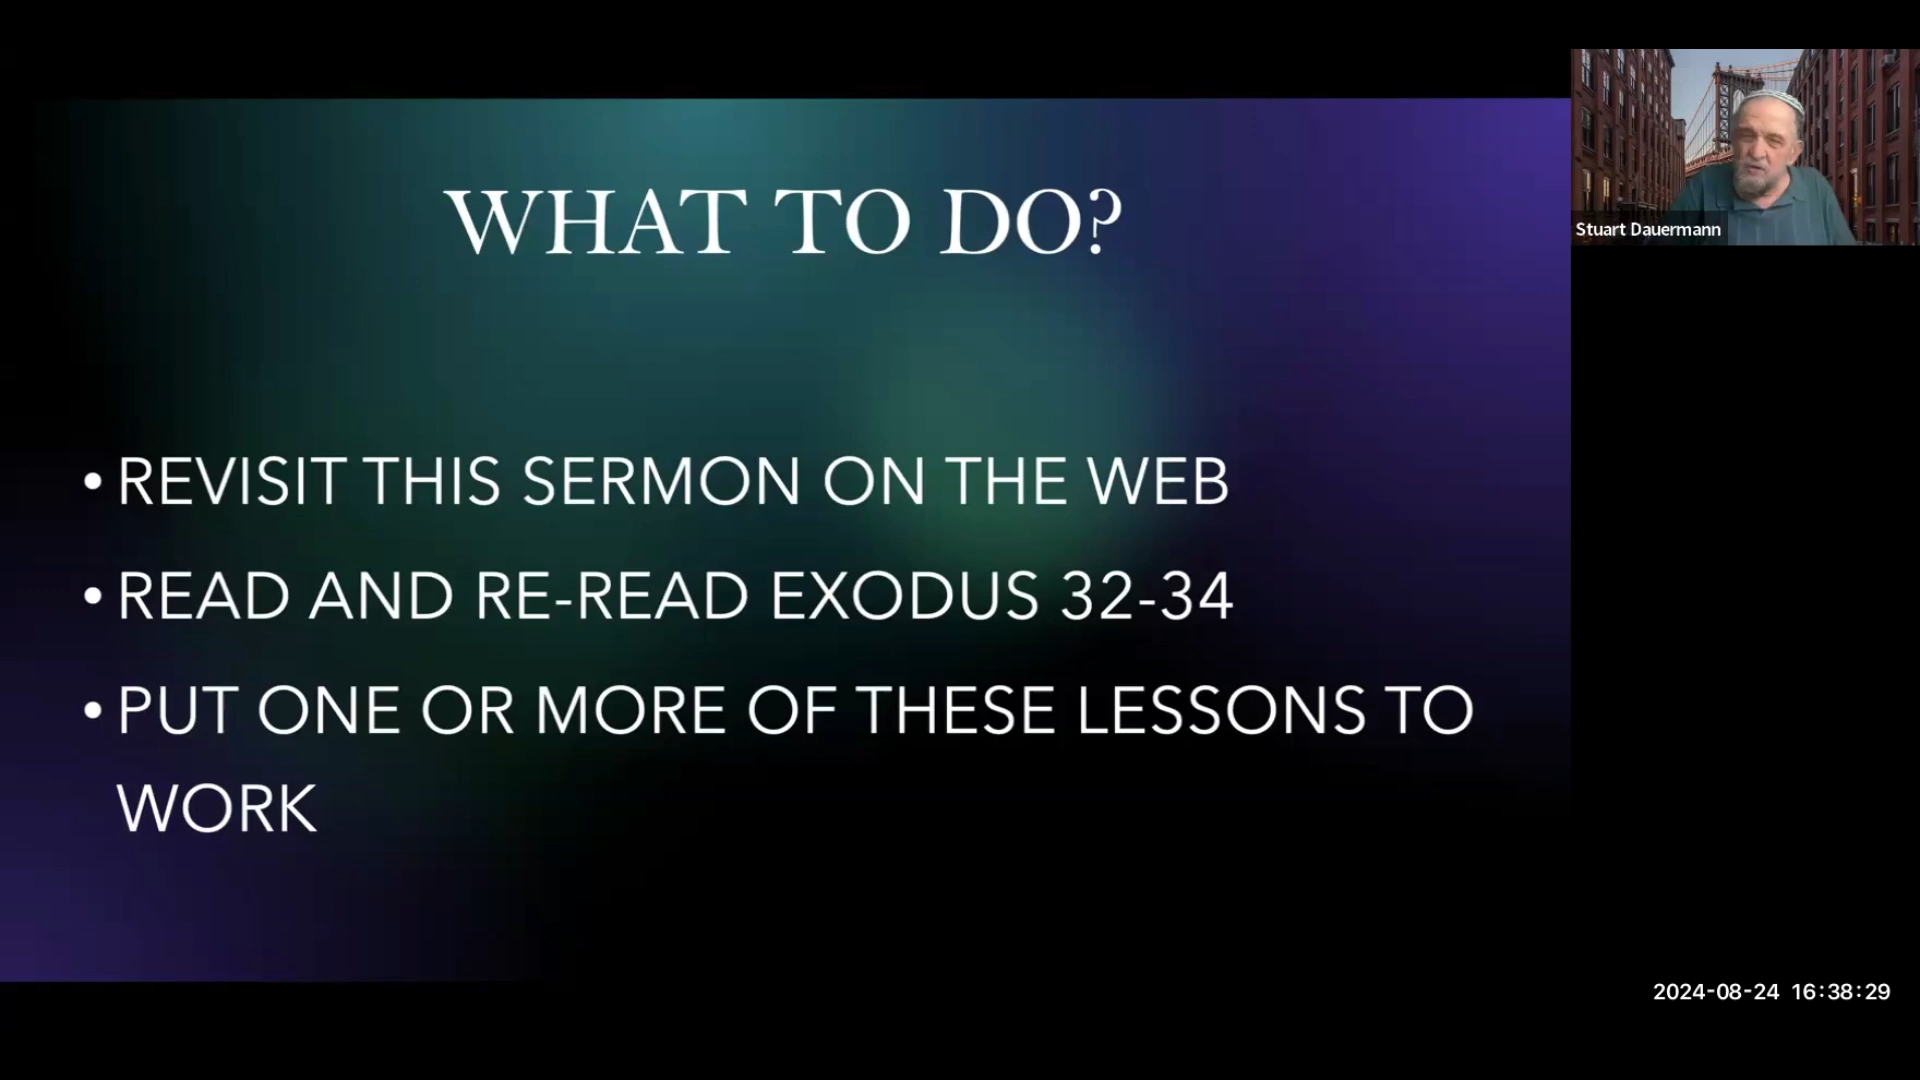 WHAT TO DO?
• REVISIT THIS SERMON ON THE WEB
• READ AND RE-READ EXODUS 32-34
• PUT ONE OR MORE OF THESE LESSONS TO
WORK
Stuart Dauermann
2024-08-24 16:38:29